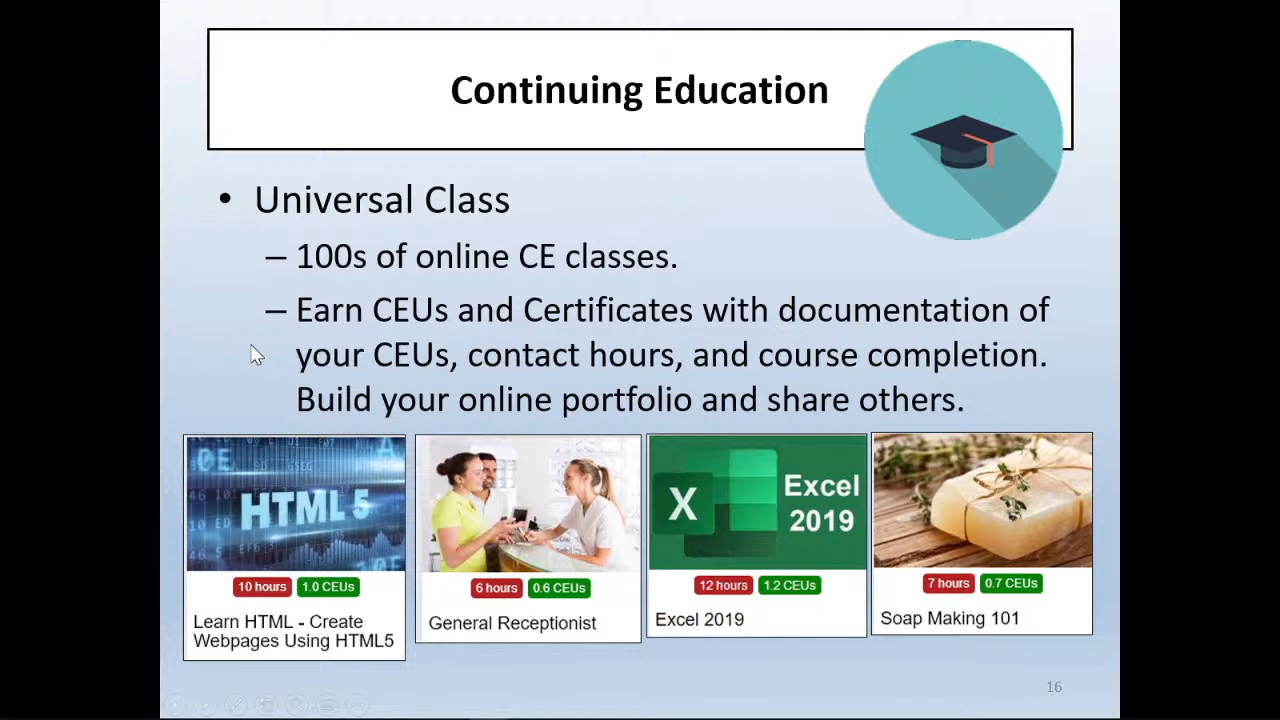 Continuing Education
• Universal Class
– 100s of online CE classes.
– Earn CEUs and Certificates with documentation of
your CEUs, contact hours, and course completion.
Build your online portfolio and share others.
HTML 5
10 hours 1.0 CEUs
Learn HTML - Create
Webpages Using HTML5
6 hours 0.6 CEUs
General Receptionist
X
Excel
2019
12 hours 1.2 CEUs
Excel 2019
7 hours 0.7 CEUs
Soap Making 101
16